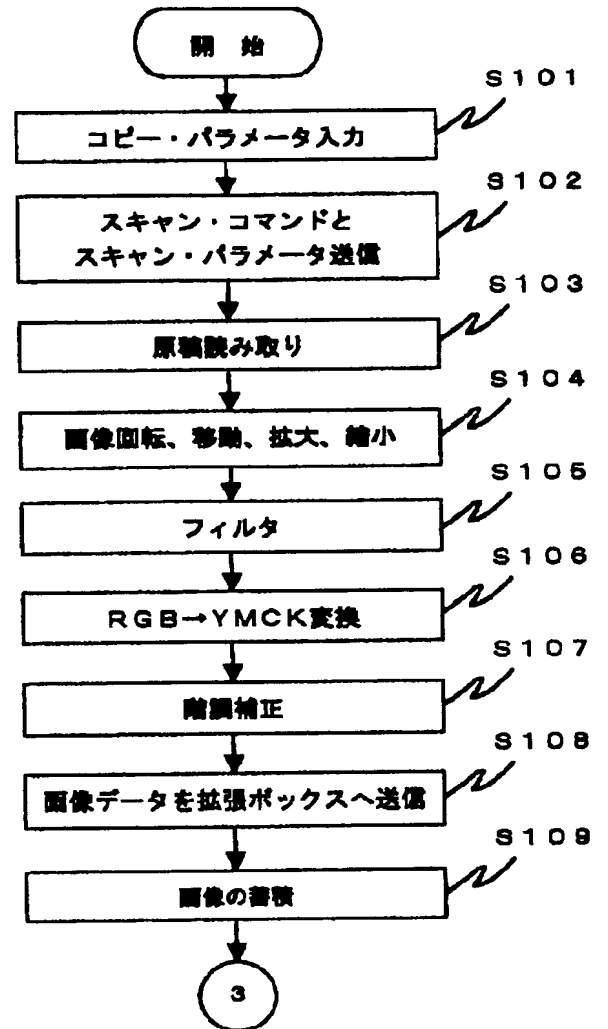 開 始
S101
コピー・パラメータ入力
S102
スキャン・コマンドと
スキャン・パラメータ送信
S103
原稿読み取り
S104
画像回転、移動、拡大、縮小
S105
フィルタ
S106
RGB→YMCK変換
S107
階調補正
S108
画像データを拡張ボックスへ送信
S109
画像の蓄積
3